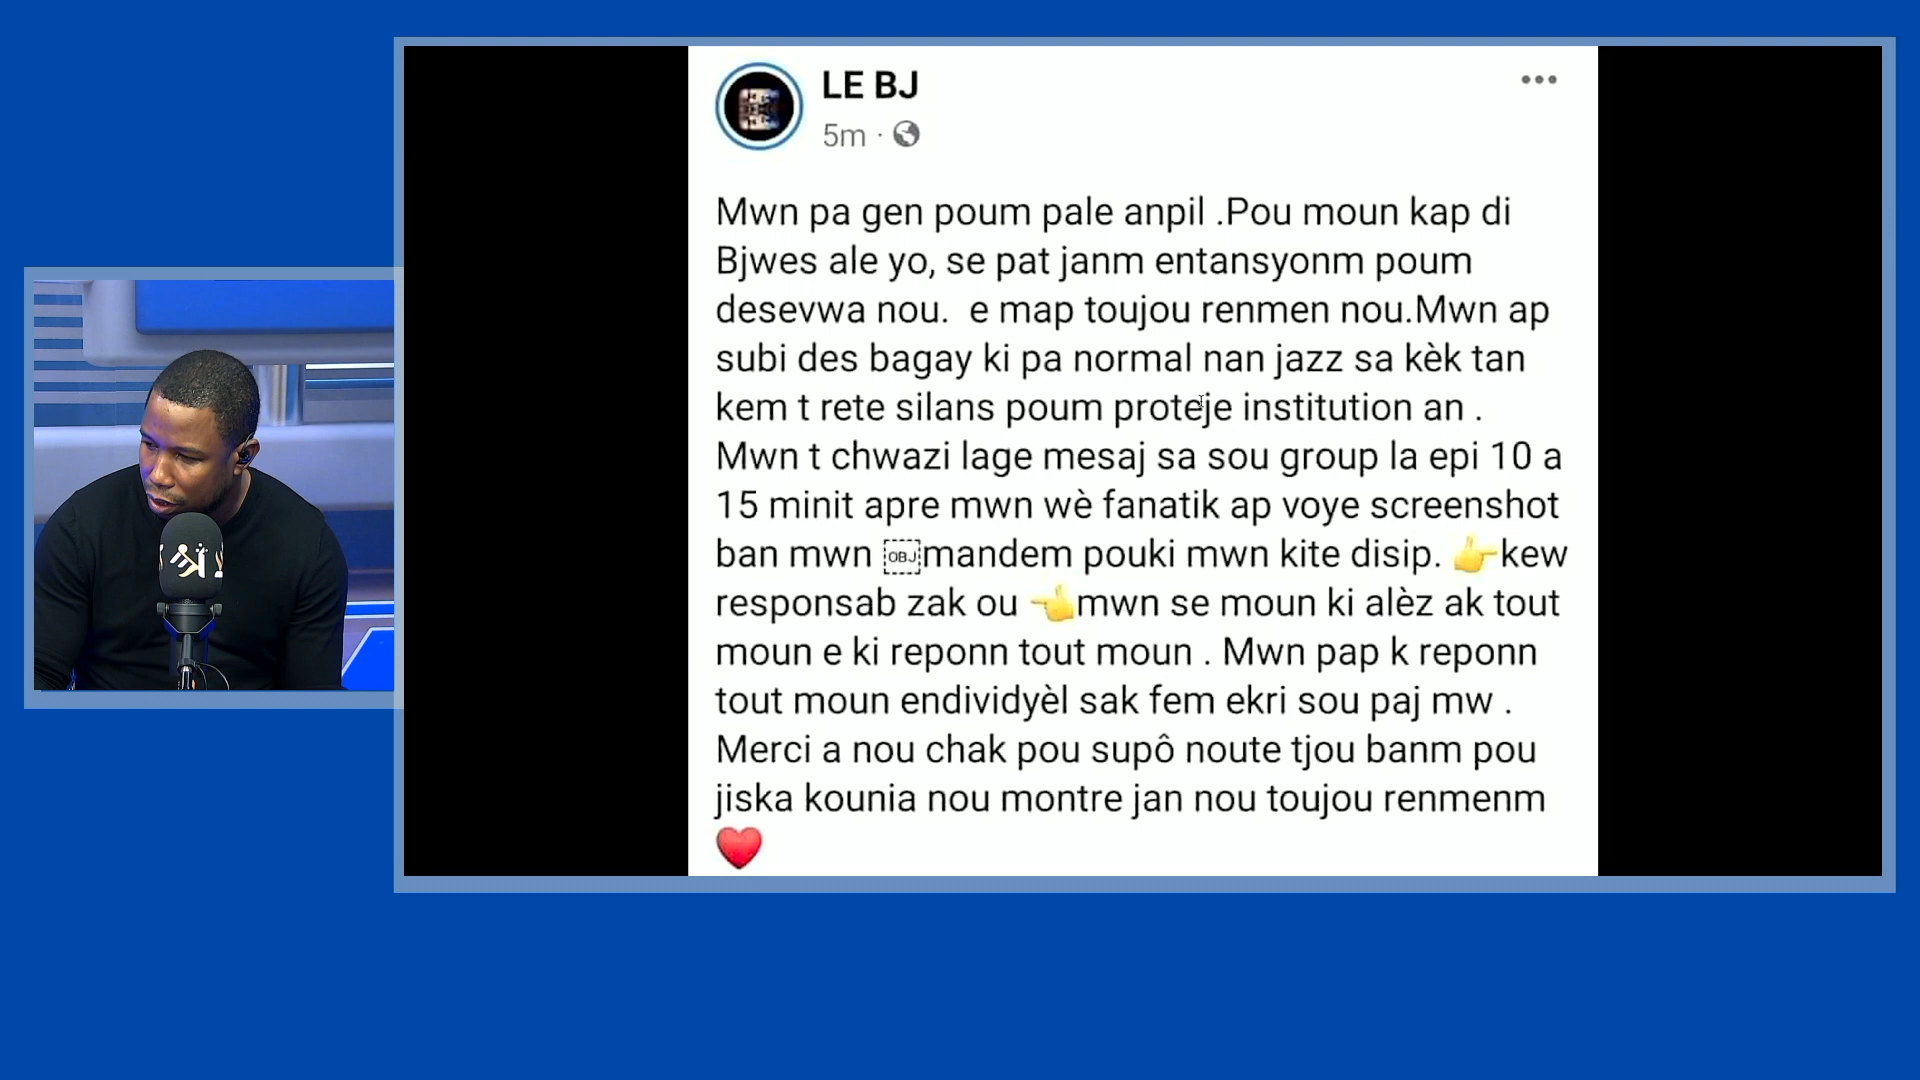 LE BJ
5m ·
Mwn pa gen poum pale anpil .Pou moun kap di
Bjwes ale yo, se pat janm entansyonm poum
desevwa nou.  e map toujou renmen nou.Mwn ap
subi des bagay ki pa normal nan jazz sa kèk tan
kem t rete silans poum proteje institution an .
Mwn t chwazi lage mesaj sa sou group la epi 10 a
15 minit apre mwn wè fanatik ap voye screenshot
ban mwn OBJmandem pouki mwn kite disip. 👉kew
responsab zak ou 👈mwn se moun ki alèz ak tout
moun e ki reponn tout moun . Mwn pap k reponn
tout moun endividyèl sak fem ekri sou paj mw .
Merci a nou chak pou supô noute tjou banm pou
jiska kounia nou montre jan nou toujou renmenm
❤️